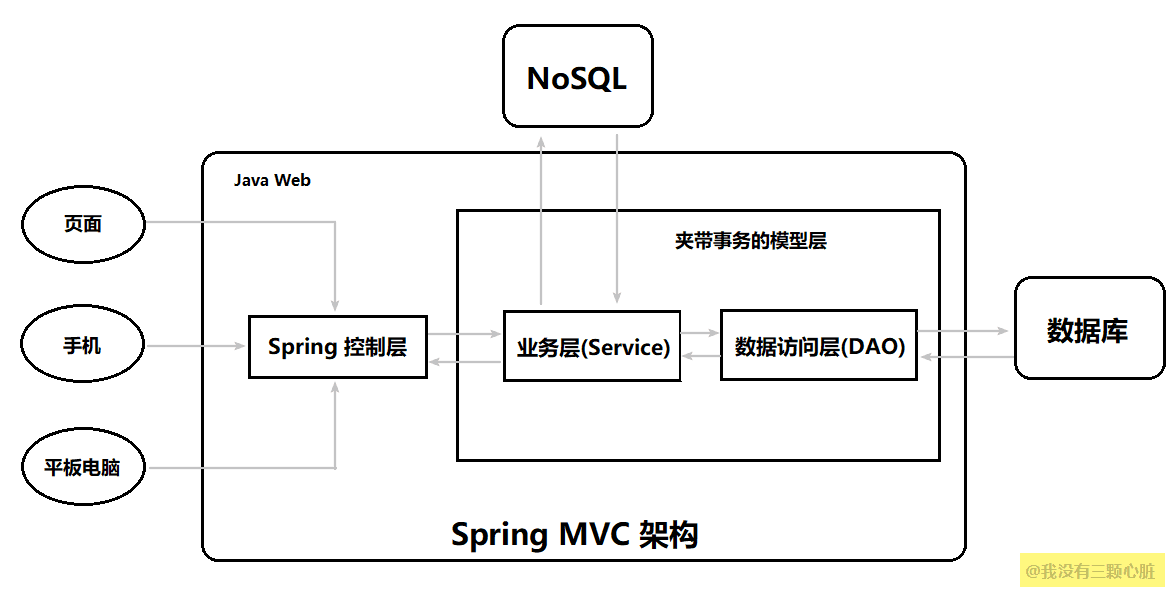 NoSQL
Java Web
页面
夹带事务的模型层
手机
Spring 控制层
业务层(Service)
数据访问层(DAO)
数据库
平板电脑
Spring MVC 架构
@我没有三颗心脏